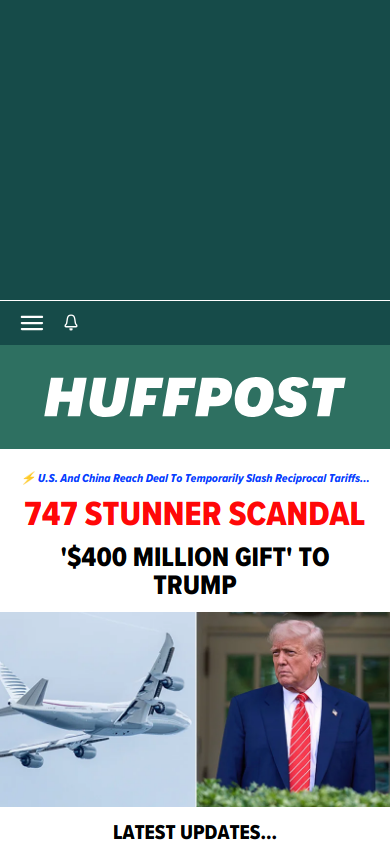 HUFFPOST
⚡ U.S. And China Reach Deal To Temporarily Slash Reciprocal Tariffs...
747 STUNNER SCANDAL
'$400 MILLION GIFT' TO
TRUMP
LATEST UPDATES...